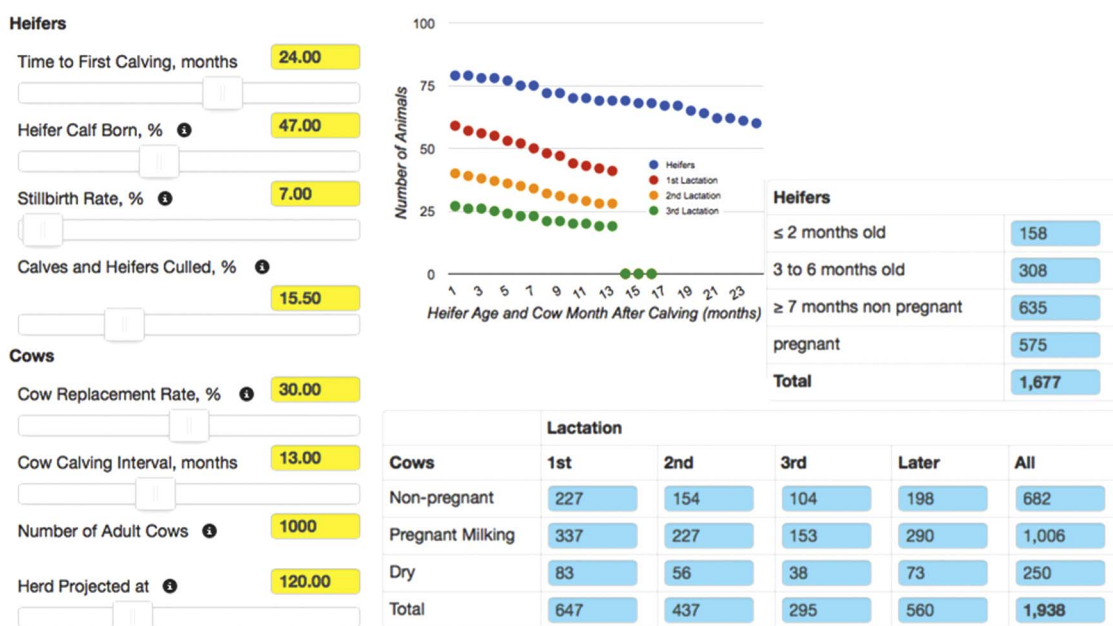 Heifers
Time to First Calving, months 24.00
Heifer Calf Born, % 47.00
Stillbirth Rate, % 7.00
Calves and Heifers Culled, %
15.50
Cows
Cow Replacement Rate, % 30.00
Cow Calving Interval, months 13.00
Number of Adult Cows 1000
Herd Projected at 120.00
Number of Animals
100
75
50
25
0
Heifers
1st Lactation
2nd Lactation
3rd Lactation
1 3 5 7 9 11 13 15 17 19 21 23
Heifer Age and Cow Month After Calving (months)
Heifers
≤ 2 months old 158
3 to 6 months old 308
≥ 7 months non pregnant 635
pregnant 575
Total 1,677
Lactation
Cows 1st 2nd 3rd Later All
Non-pregnant 227 154 104 198 682
Pregnant Milking 337 227 153 290 1,006
Dry 83 56 38 73 250
Total 647 437 295 560 1,938